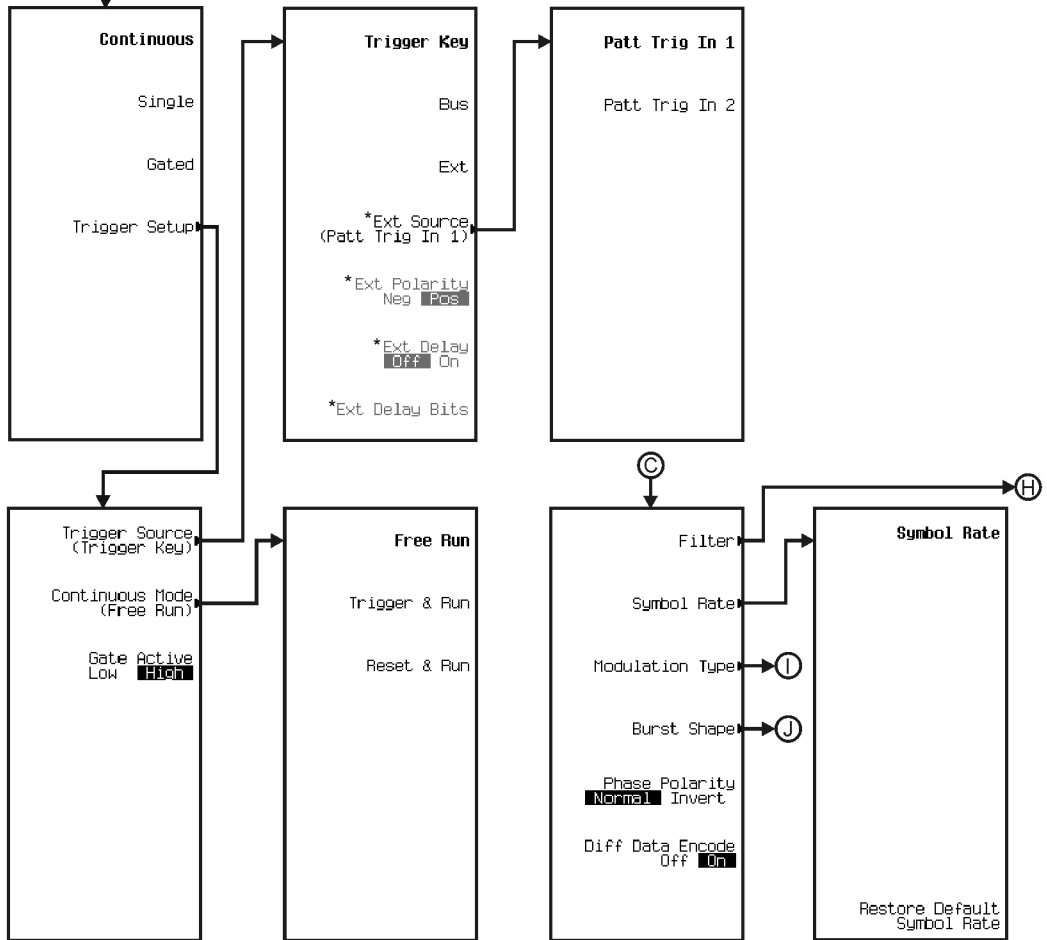 Continuous
Single
Gated
Trigger Setup
Trigger Key
Bus
Ext
*Ext Source
(Patt Trig In 1)
*Ext Polarity
Neg Pos
*Ext Delay
Off On
*Ext Delay Bits
Patt Trig In 1
Patt Trig In 2
Trigger Source
(Trigger Key)
Continuous Mode
(Free Run)
Gate Active
Low High
Free Run
Trigger & Run
Reset & Run
C
Filter
Symbol Rate
Modulation Type
Burst Shape
Phase Polarity
Normal Invert
Diff Data Encode
Off On
H
I
J
Symbol Rate
Restore Default
Symbol Rate